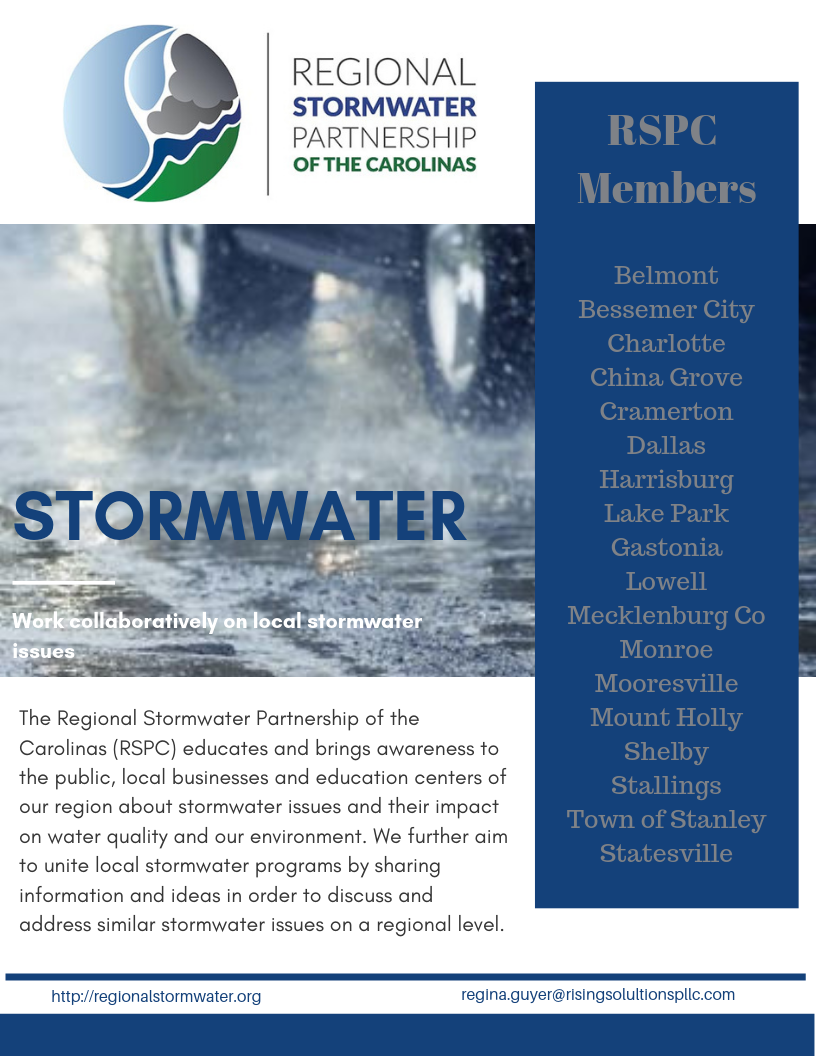 REGIONAL
STORMWATER
PARTNERSHIP
OF THE CAROLINAS
RSPC
Members
Belmont
Bessemer City
Charlotte
China Grove
Cramerton
Dallas
Harrisburg
Lake Park
Gastonia
Lowell
Mecklenburg Co
Monroe
Mooresville
Mount Holly
Shelby
Stallings
Town of Stanley
Statesville
STORMWATER
Work collaboratively on local stormwater
issues
The Regional Stormwater Partnership of the
Carolinas (RSPC) educates and brings awareness to
the public, local businesses and education centers of
our region about stormwater issues and their impact
on water quality and our environment. We further aim
to unite local stormwater programs by sharing
information and ideas in order to discuss and
address similar stormwater issues on a regional level.
http://regionalstormwater.org
regina.guyer@risingsolultionspllc.com